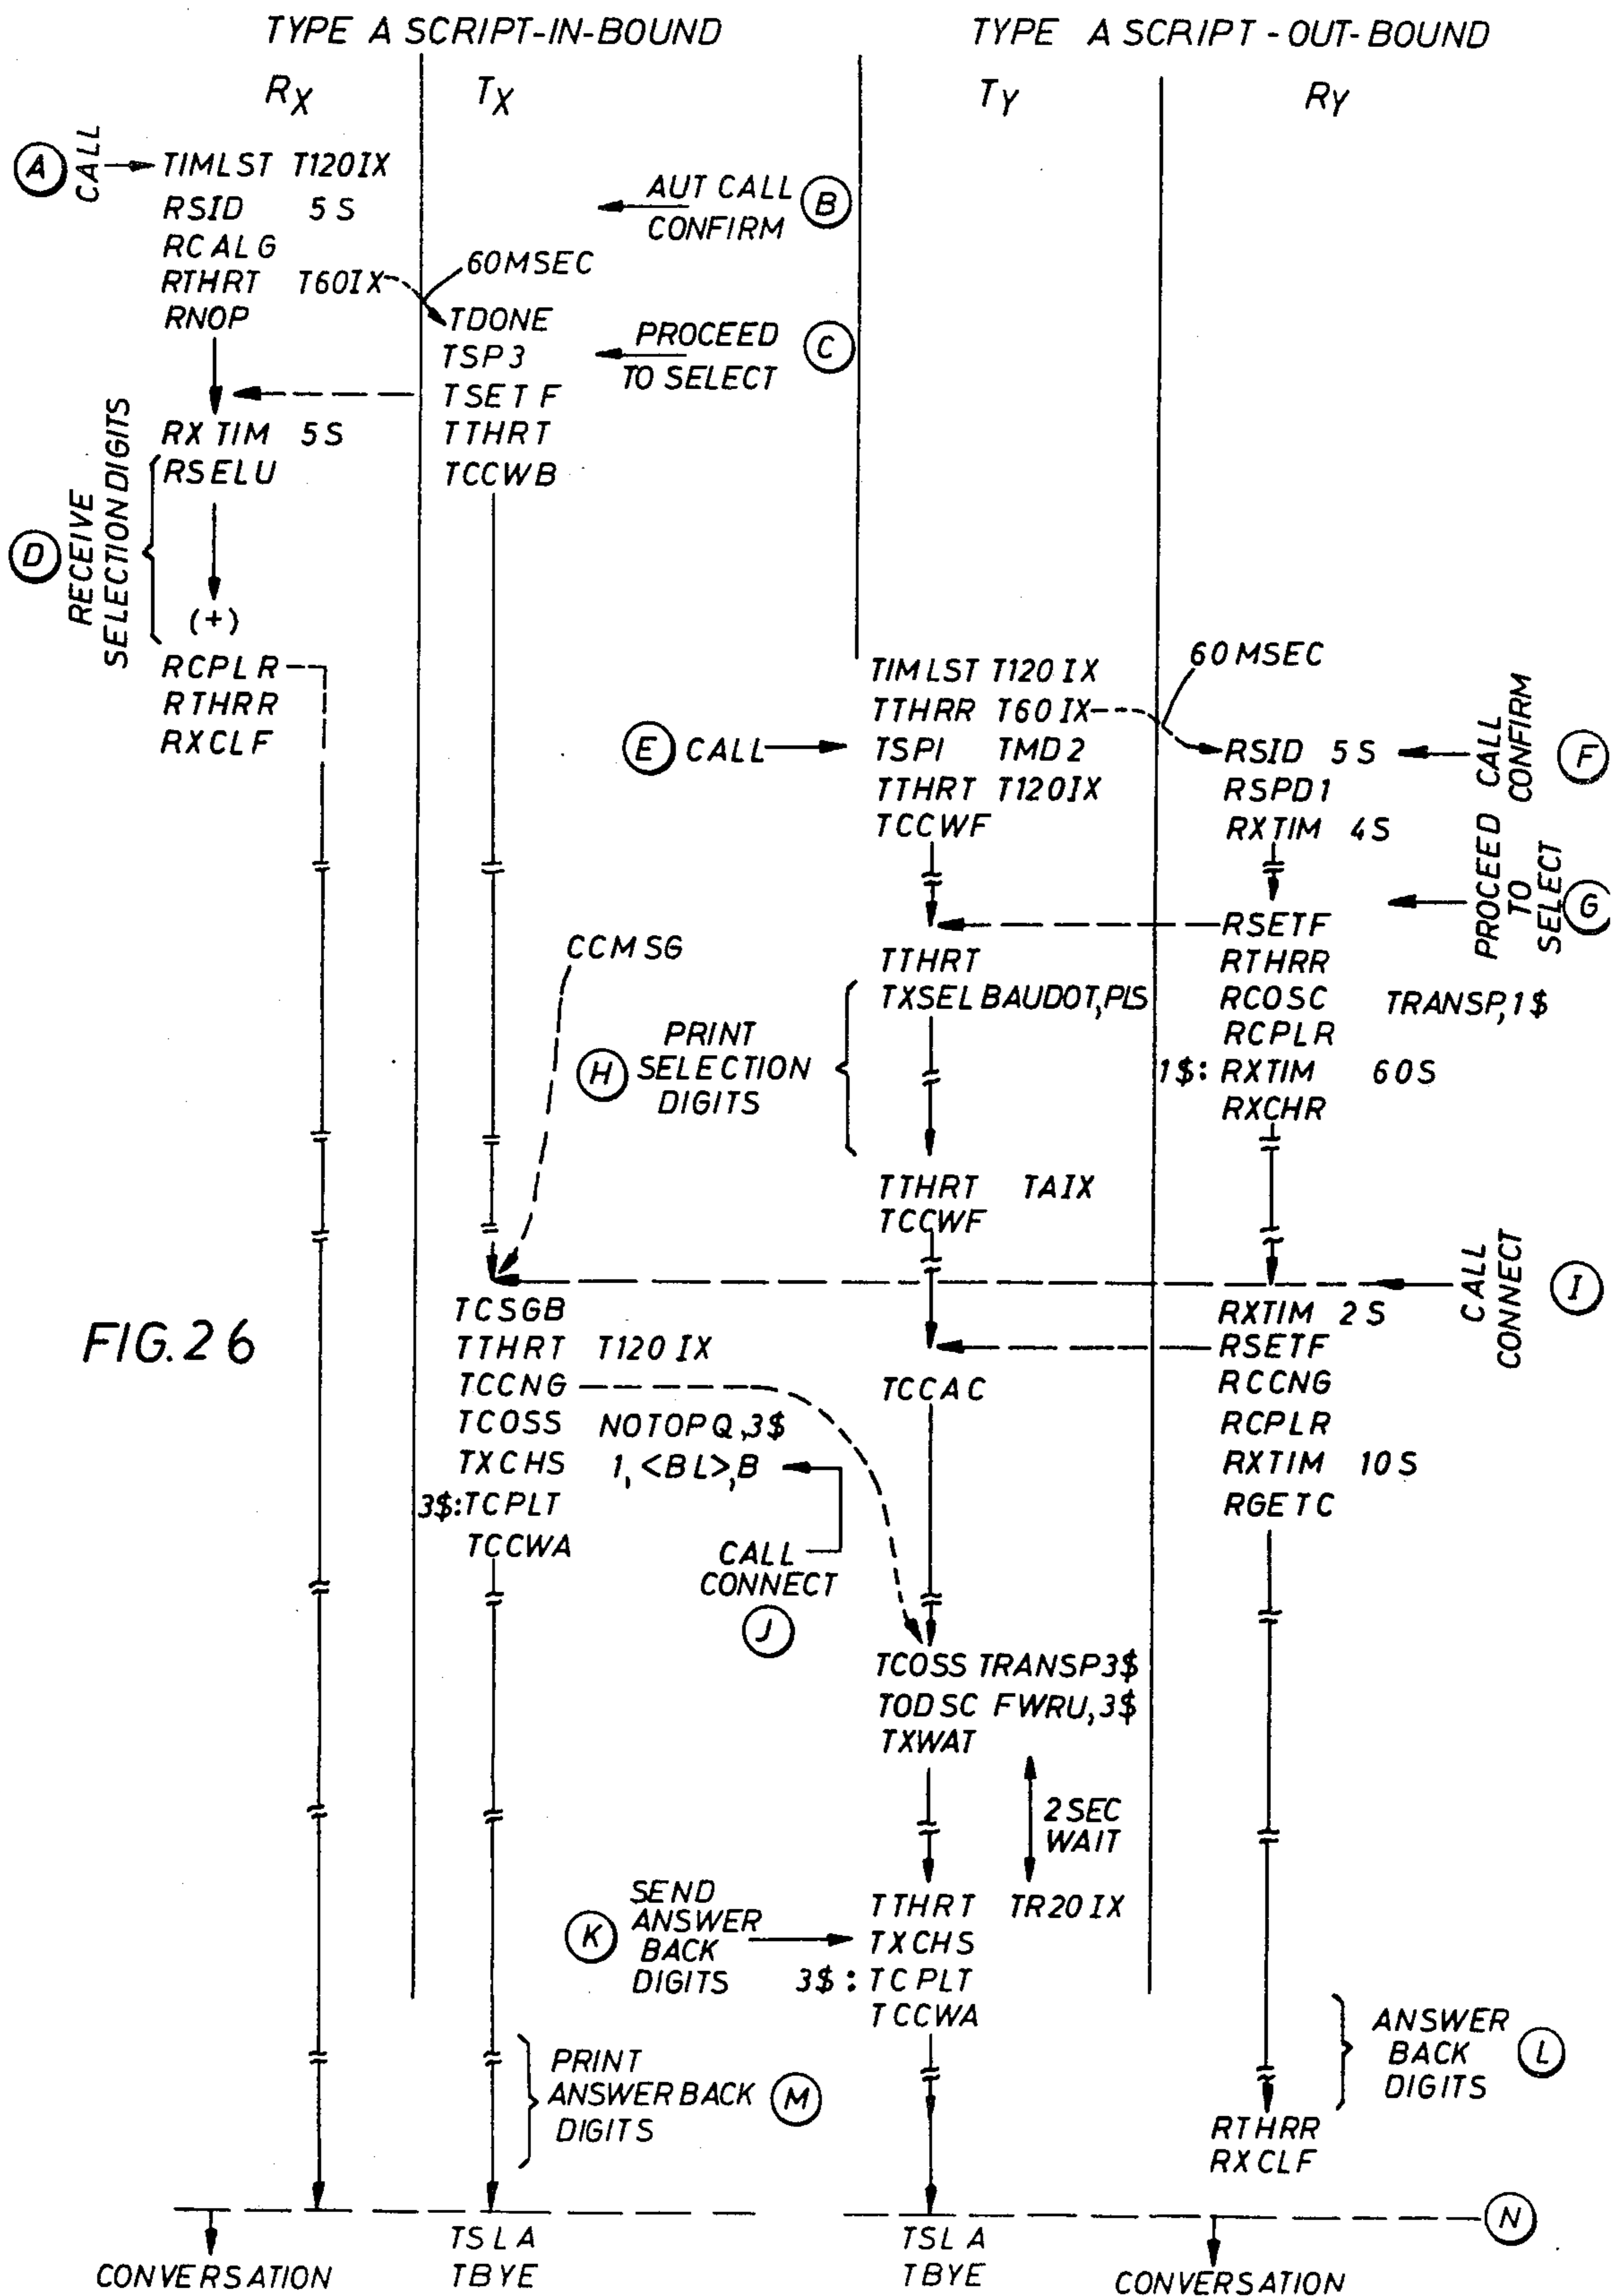 TYPE A SCRIPT-IN-BOUND
TYPE A SCRIPT-OUT-BOUND
RX
TX
TY
RY
A
CALL
TIMLST T120IX
RSID 5S
RCALG
RTHRT T60IX
RNOP
60MSEC
AUT CALL
CONFIRM
B
TDONE
TSP3
TSETF
TTHRT
TCCWB
PROCEED
TO SELECT
C
D
RECEIVE
SELECTION DIGITS
RXTIM 5S
RSELU
(+)
RCPLR
RTHRR
RXCLF
TIMLST T120IX
TTHRR T60IX
60MSEC
E
CALL
TSPI TMD2
TTHRT T120IX
TCCWF
RSID 5S
RSPD1
RXTIM 4S
CALL
CONFIRM
F
PROCEED
TO
SELECT
G
CCMSG
TTHRT
TXSELBAUDOT,PLS
H
PRINT
SELECTION
DIGITS
RSETF
RTHRR
RCOSC TRANSP,1$
RCPLR
1$: RXTIM 60S
RXCHR
TTHRT TAIX
TCCWF
CALL
CONNECT
I
FIG.26
TCSGB
TTHRT T120IX
TCCNG
TCOSS NOTOPQ,3$
TXCHS 1,<BL>,B
3$:TCPLT
TCCWA
CALL
CONNECT
J
TCCAC
RXTIM 2S
RSETF
RCCNG
RCPLR
RXTIM 10S
RGETC
TCOSS TRANSP3$
TODSC FWRU,3$
TXWAT
2SEC
WAIT
K
SEND
ANSWER
BACK
DIGITS
TTHRT TR20IX
TXCHS
3$: TCPLT
TCCWA
ANSWER
BACK
DIGITS
L
PRINT
ANSWER BACK
DIGITS
M
RTHRR
RXCLF
N
CONVERSATION
TSLA
TBYE
TSLA
TBYE
CONVERSATION